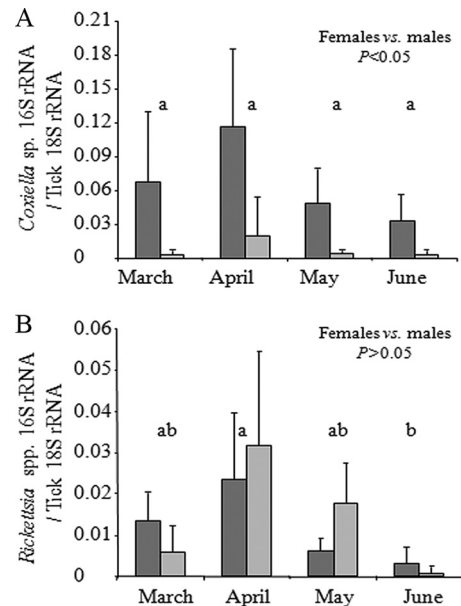 A
Coxiella sp. 16S rRNA
/ Tick 18S rRNA
0.21
0.18
0.15
0.12
0.09
0.06
0.03
0
Females vs. males
P<0.05
a
a
a
a
March
April
May
June
B
Rickettsia spp. 16S rRNA
/ Tick 18S rRNA
0.06
0.05
0.04
0.03
0.02
0.01
0
Females vs. males
P>0.05
ab
a
ab
b
March
April
May
June